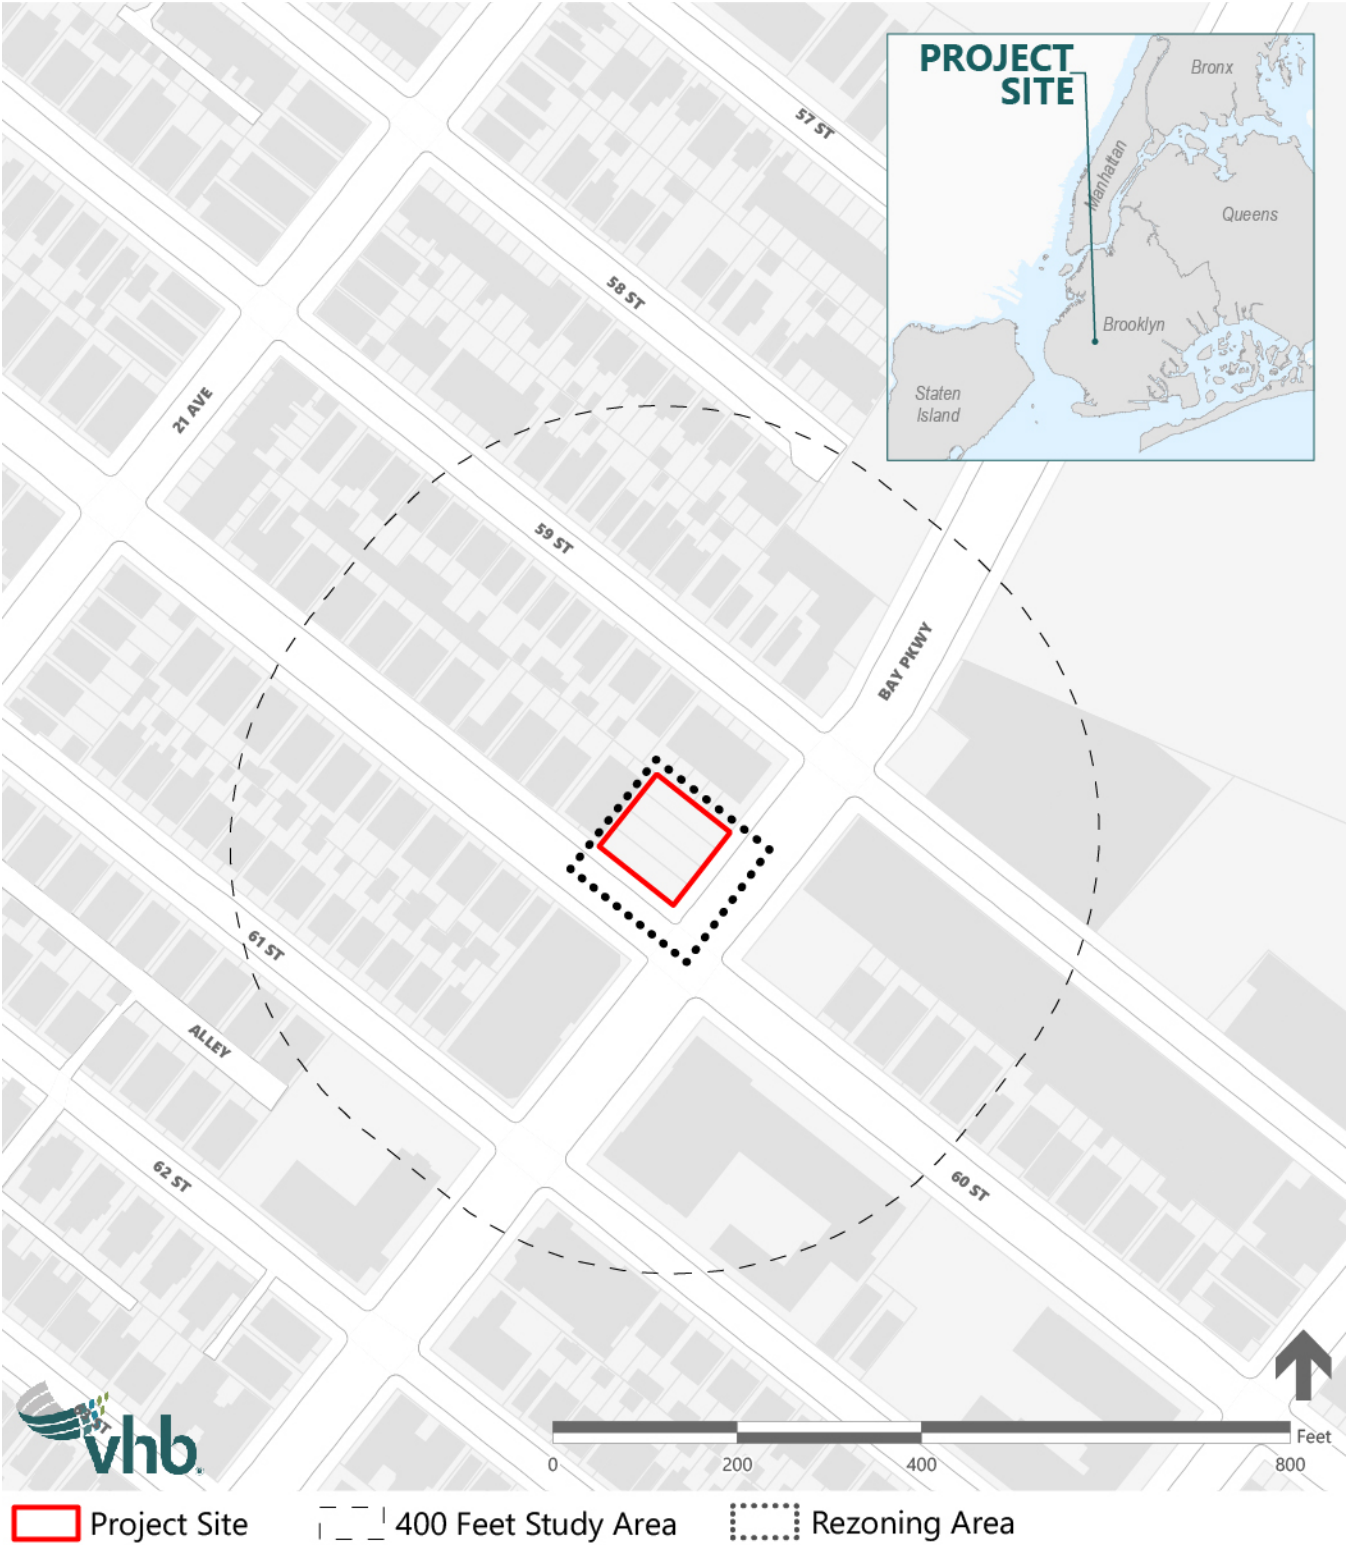 PROJECT
SITE
Bronx
Manhattan
Queens
Brooklyn
Staten
Island
57 ST
58 ST
21 AVE
59 ST
BAY PKWY
61 ST
ALLEY
62 ST
60 ST
ST
vhb
Feet
0 200 400 800
Project Site 400 Feet Study Area Rezoning Area